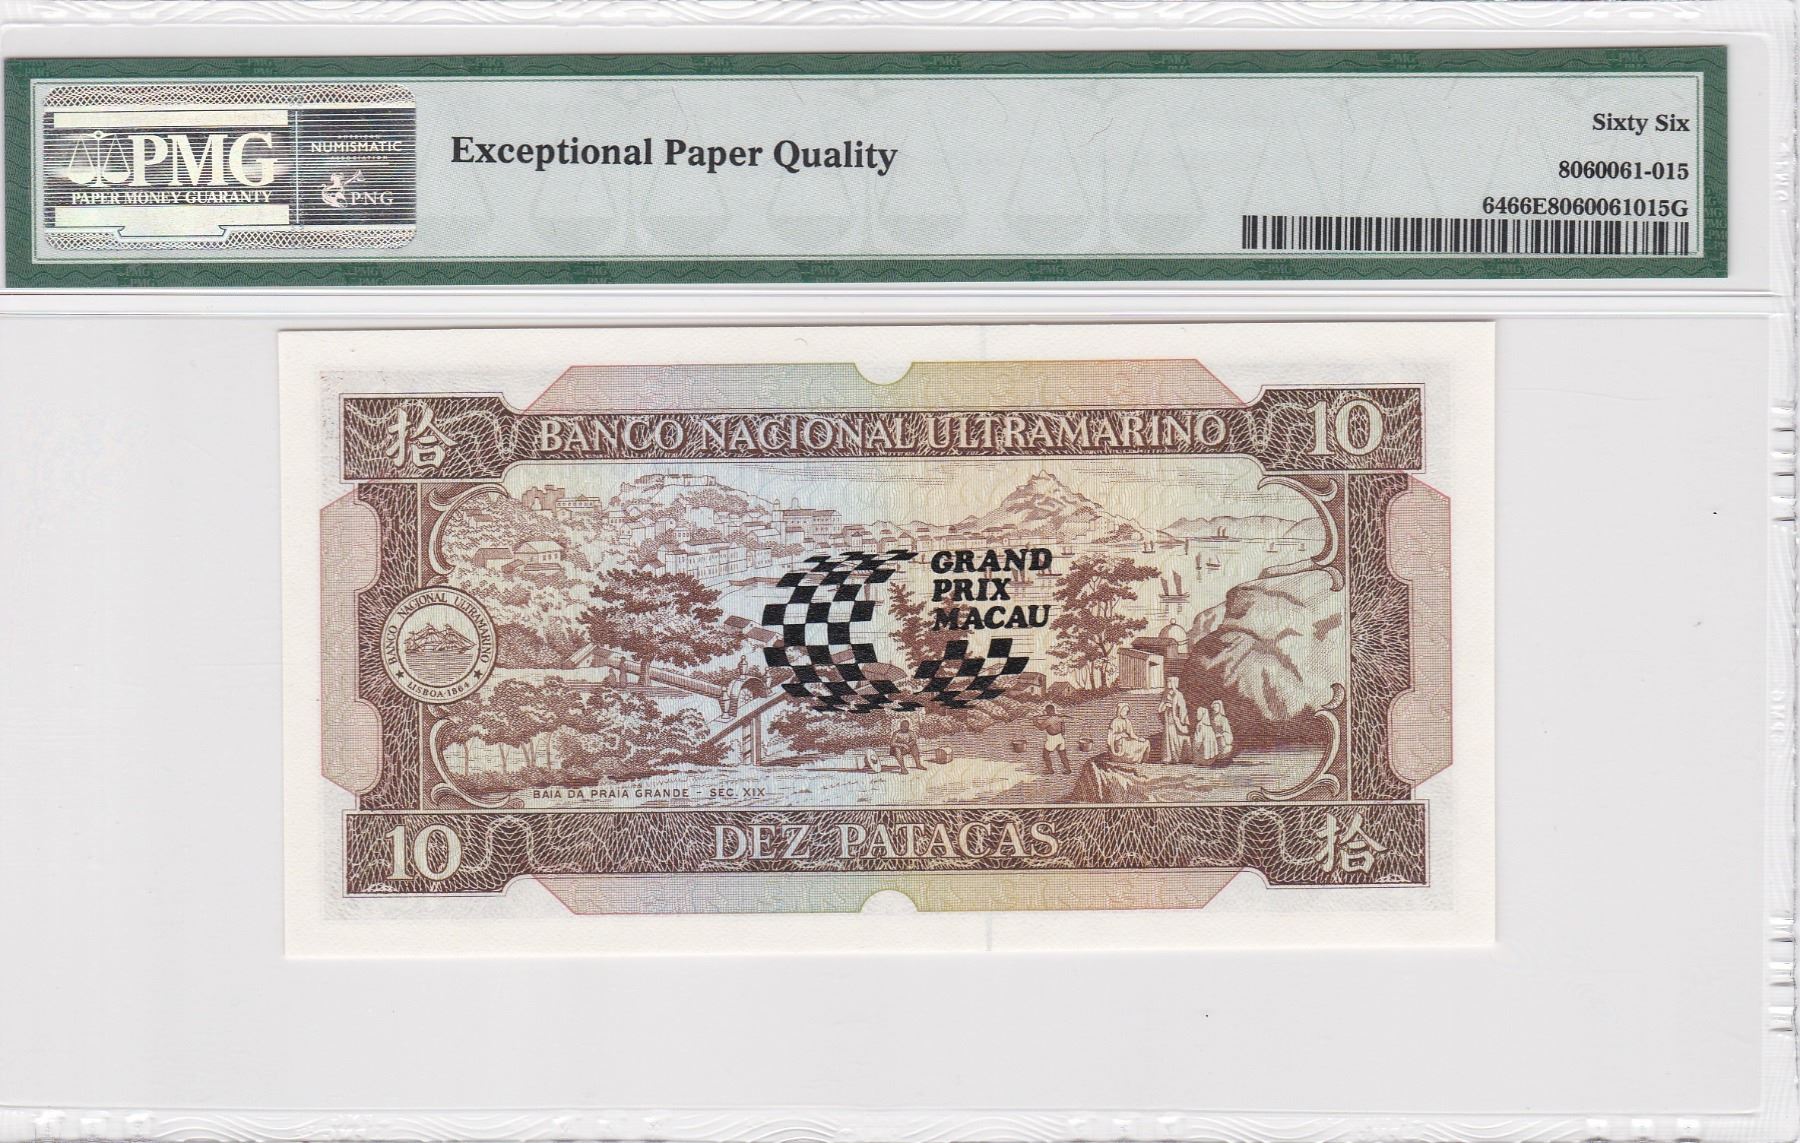 PMG
PAPER MONEY GUARANTY
NUMISMATIC
PNG
Exceptional Paper Quality
Sixty Six
8060061-015
6466E8060061015G
拾
BANCO NACIONAL ULTRAMARINO
10
GRAND
PRIX
MACAU
BANCO NACIONAL ULTRAMARINO
LISBOA-1864
BAIA DA PRAIA GRANDE - SEC. XIX
10
DEZ PATACAS
拾